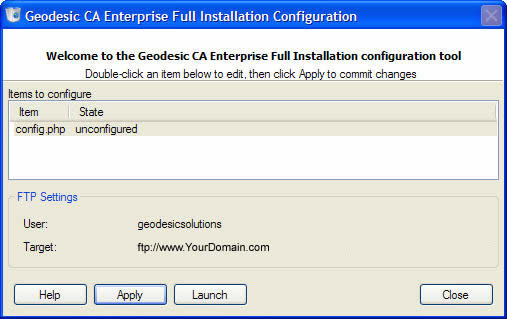 Geodesic CA Enterprise Full Installation Configuration
Welcome to the Geodesic CA Enterprise Full Installation configuration tool
Double-click an item below to edit, then click Apply to commit changes
Items to configure
Item State
config.php unconfigured
FTP Settings
User: geodesicsolutions
Target: ftp://www.YourDomain.com
Help Apply Launch Close